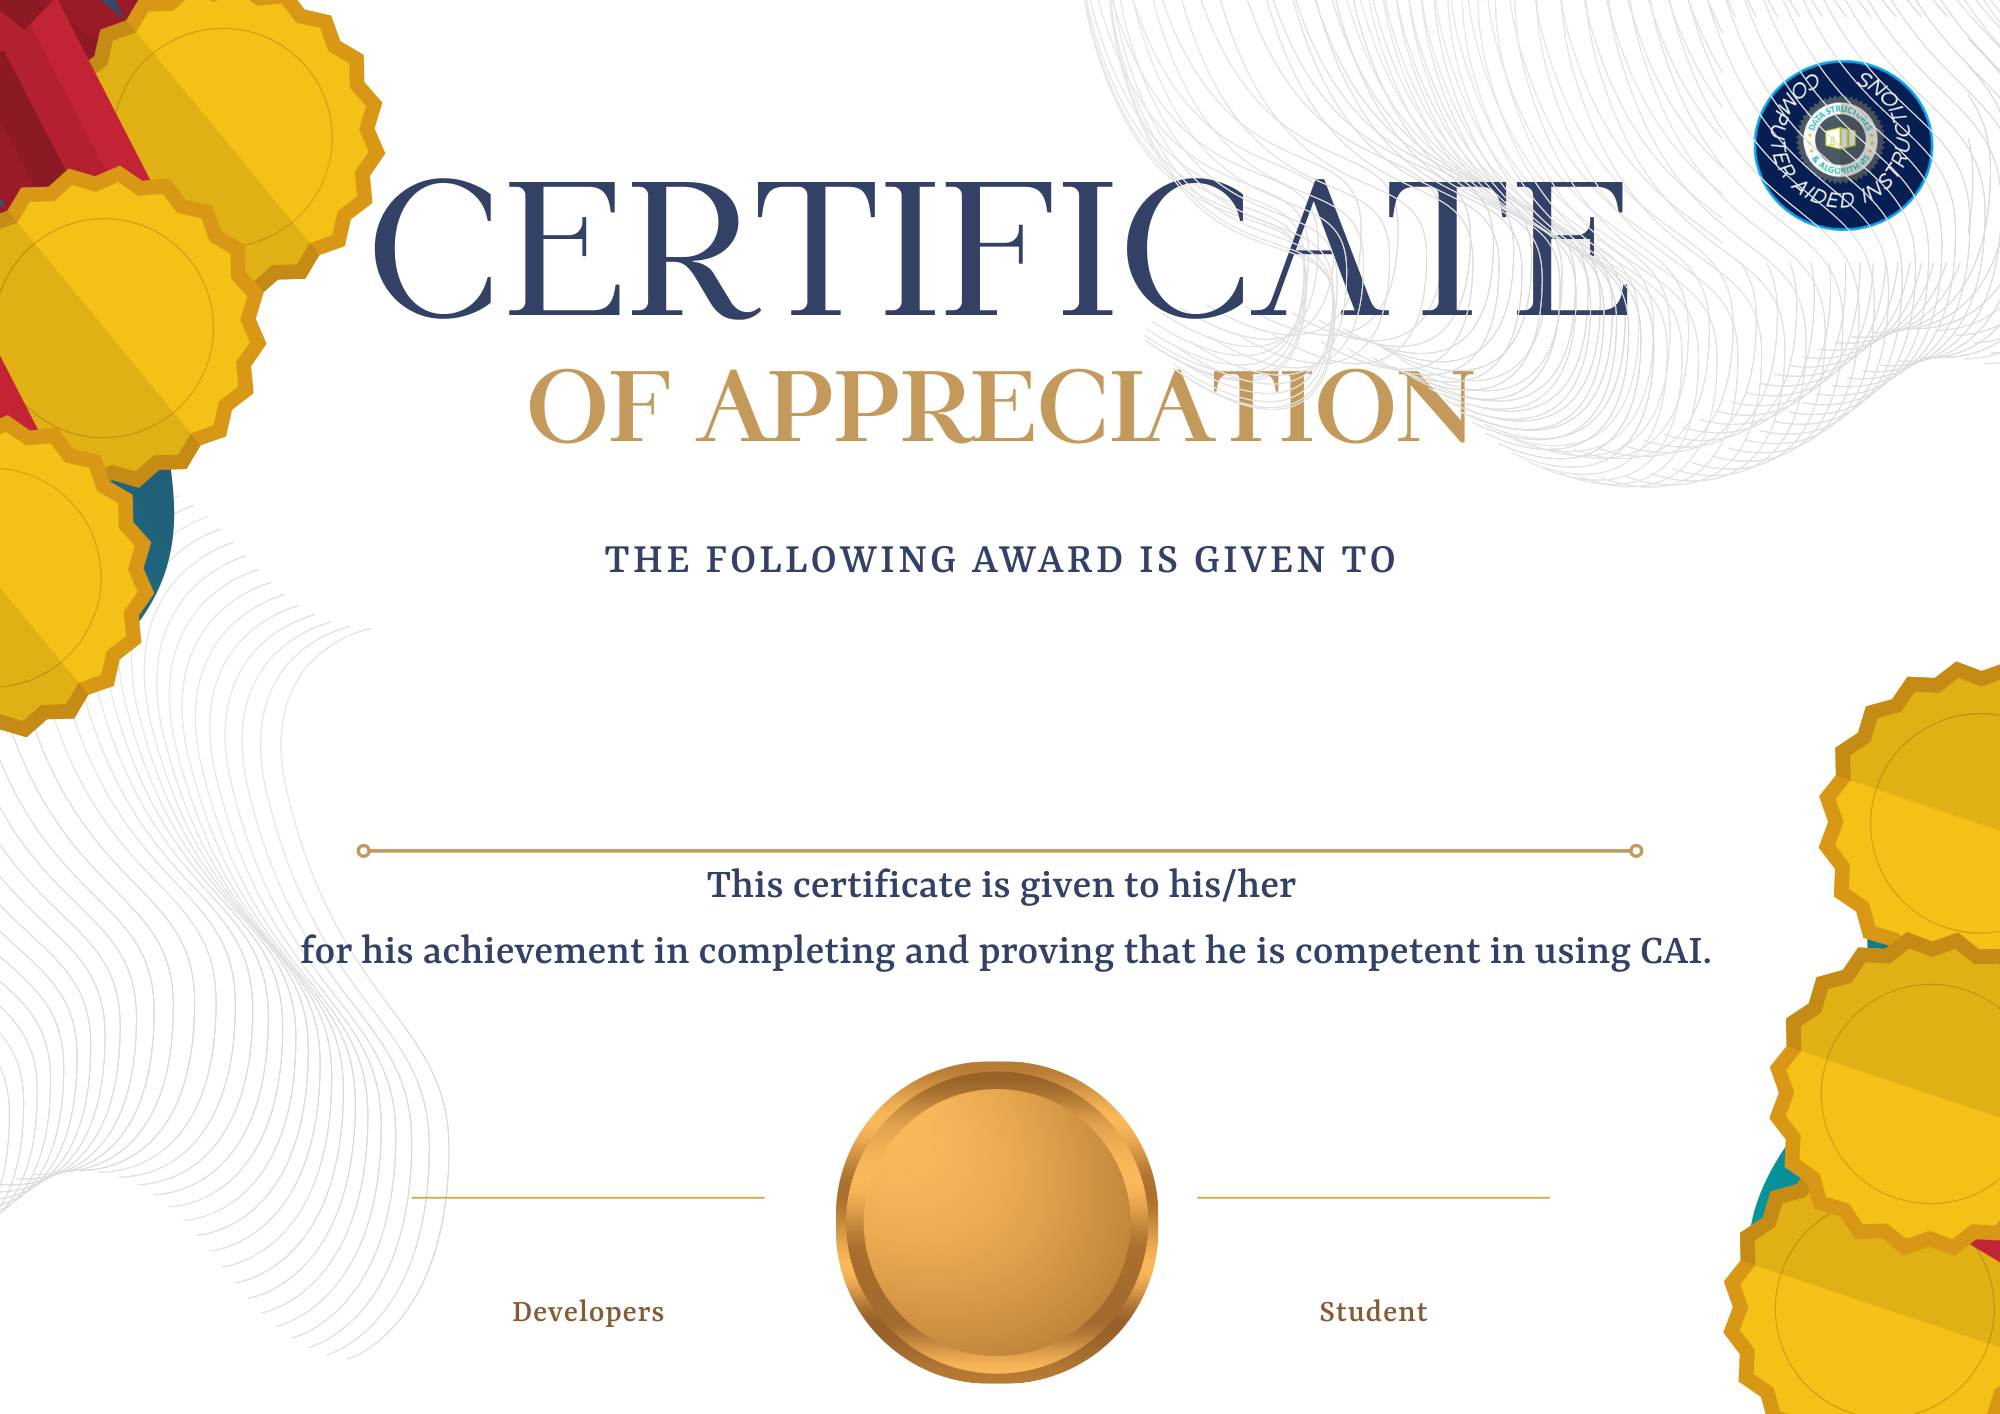 COMPUTER AIDED INSTRUCTIONS
DATA STRUCTURES
& ALGORITHMS
CERTIFICATE
OF APPRECIATION
THE FOLLOWING AWARD IS GIVEN TO
This certificate is given to his/her
for his achievement in completing and proving that he is competent in using CAI.
Developers
Student